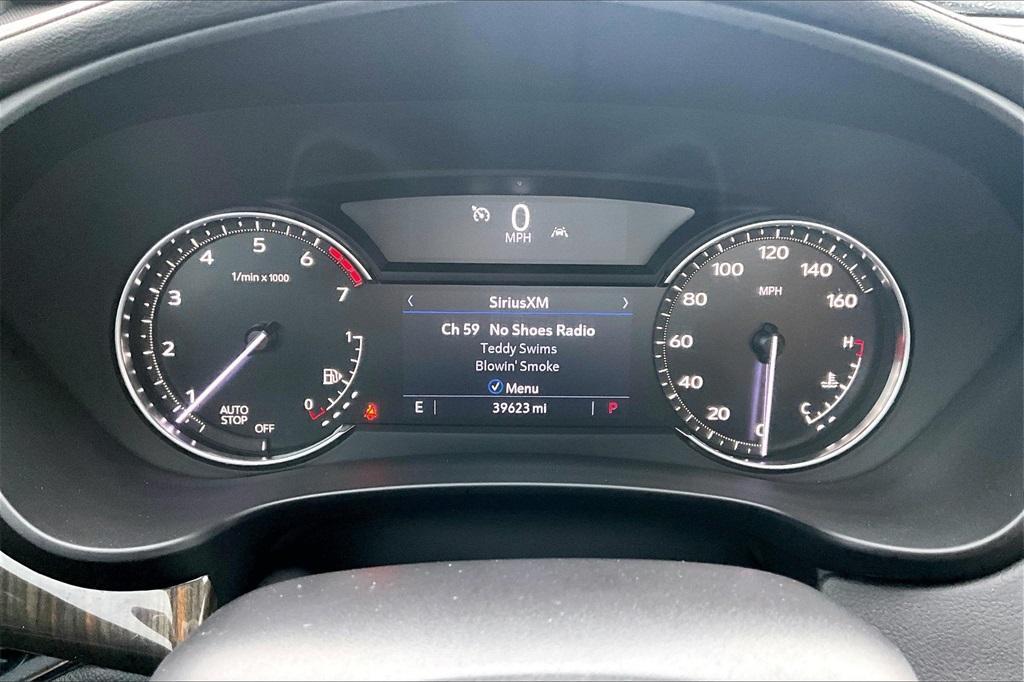 0
MPH
1
2
3
4
5
6
7
1/min x 1000
AUTO
STOP
OFF
1
0
SiriusXM
Ch 59 No Shoes Radio
Teddy Swims
Blowin' Smoke
Menu
E 39623 mi P
0
20
40
60
80
100
120
140
160
MPH
H
C